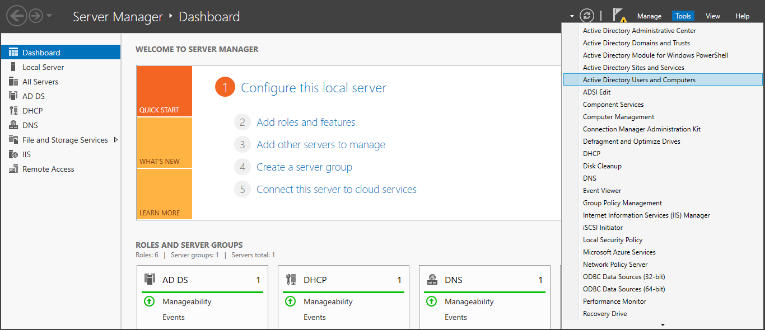 Server Manager ‣ Dashboard
Manage Tools View Help
Dashboard
Local Server
All Servers
AD DS
DHCP
DNS
File and Storage Services
IIS
Remote Access
WELCOME TO SERVER MANAGER
QUICK START
WHAT'S NEW
LEARN MORE
1 Configure this local server
2 Add roles and features
3 Add other servers to manage
4 Create a server group
5 Connect this server to cloud services
ROLES AND SERVER GROUPS
Roles: 6 | Server groups: 1 | Servers total: 1
AD DS 1
Manageability
Events
DHCP 1
Manageability
Events
DNS 1
Manageability
Events
Active Directory Administrative Center
Active Directory Domains and Trusts
Active Directory Module for Windows PowerShell
Active Directory Sites and Services
Active Directory Users and Computers
ADSI Edit
Component Services
Computer Management
Connection Manager Administration Kit
Defragment and Optimize Drives
DHCP
Disk Cleanup
DNS
Event Viewer
Group Policy Management
Internet Information Services (IIS) Manager
iSCSI Initiator
Local Security Policy
Microsoft Azure Services
Network Policy Server
ODBC Data Sources (32-bit)
ODBC Data Sources (64-bit)
Performance Monitor
Recovery Drive